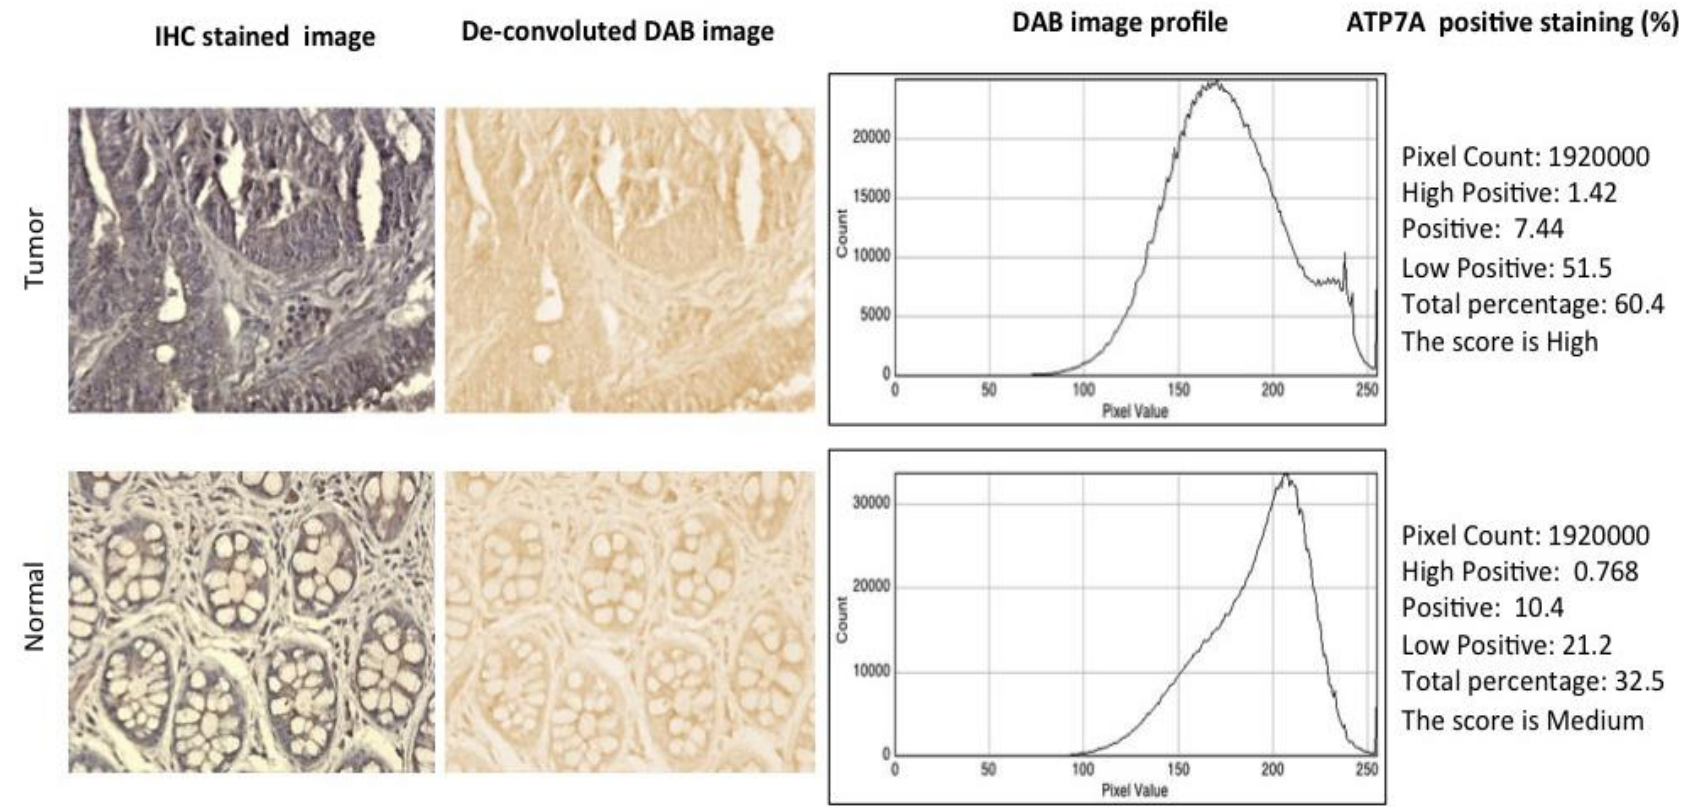 IHC stained image
De-convoluted DAB image
DAB image profile
ATP7A positive staining (%)
Tumor
20000
15000
10000
5000
0
Count
0 50 100 150 200 250
Pixel Value
Pixel Count: 1920000
High Positive: 1.42
Positive: 7.44
Low Positive: 51.5
Total percentage: 60.4
The score is High
Normal
30000
20000
10000
0
Count
0 50 100 150 200 250
Pixel Value
Pixel Count: 1920000
High Positive: 0.768
Positive: 10.4
Low Positive: 21.2
Total percentage: 32.5
The score is Medium